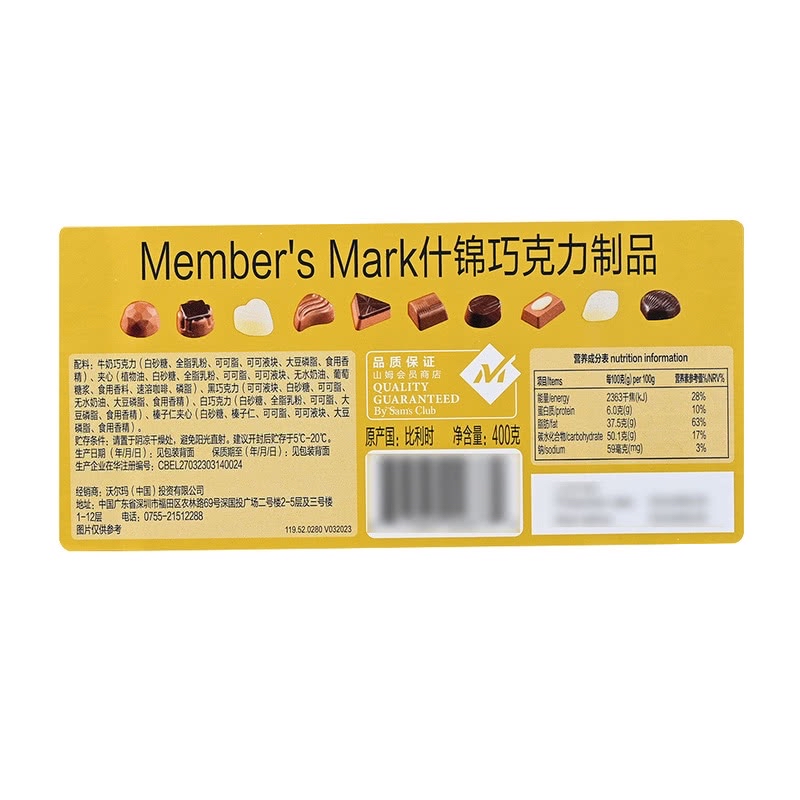 Member's Mark什锦巧克力制品
配料：牛奶巧克力（白砂糖、全脂乳粉、可可脂、可可液块、大豆磷脂、食用香
精）、夹心（植物油、白砂糖、全脂乳粉、可可脂、可可液块、无水奶油、葡萄
糖浆、食用香料、速溶咖啡、磷脂）、黑巧克力（可可液块、白砂糖、可可脂、
无水奶油、大豆磷脂、食用香精）、白巧克力（白砂糖、全脂乳粉、可可脂、大
豆磷脂、食用香精）、榛子仁夹心（白砂糖、榛子仁、可可脂、可可液块、大豆
磷脂、食用香精）。
贮存条件：请置于阴凉干燥处，避免阳光直射。建议开封后贮存于5℃-20℃。
生产日期（年/月/日）：见包装背面 保质期至（年/月/日）：见包装背面
生产企业在华注册编号：CBEL27032303140024
经销商：沃尔玛（中国）投资有限公司
地址：中国广东省深圳市福田区农林路69号深国投广场二号楼2-5层及三号楼
1-12层 电话：0755-21512288
图片仅供参考
119.52.0280 V032023
品质保证
山姆会员商店
QUALITY
GUARANTEED
By Sam's Club
M
原产国：比利时 净含量：400克
营养成分表 nutrition information
项目/Items 每100克(g) per 100g 营养素参考值%/NRV%
能量/energy 2363千焦(kJ) 28%
蛋白质/protein 6.0克(g) 10%
脂肪/fat 37.5克(g) 63%
碳水化合物/carbohydrate 50.1克(g) 17%
钠/sodium 59毫克(mg) 3%